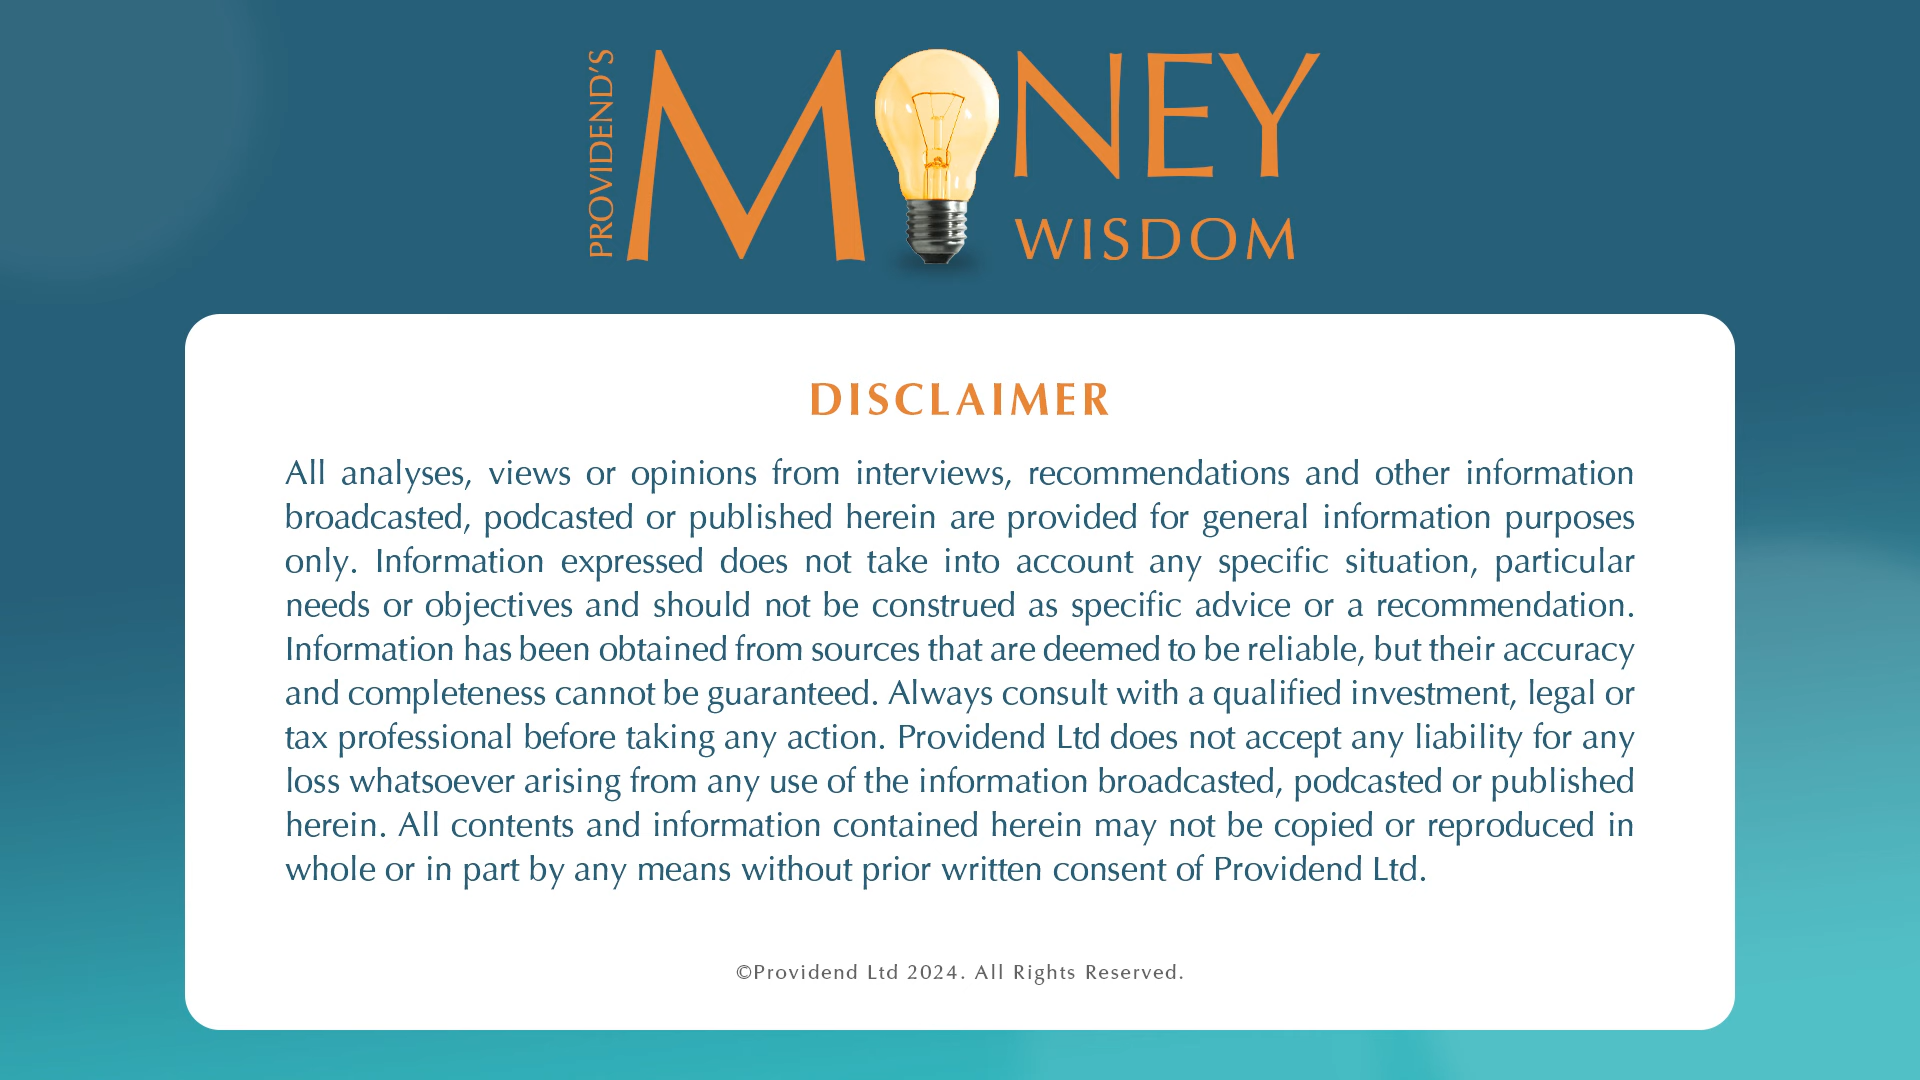 PROVIDEND'S
MONEY
WISDOM
DISCLAIMER
All analyses, views or opinions from interviews, recommendations and other information
broadcasted, podcasted or published herein are provided for general information purposes
only. Information expressed does not take into account any specific situation, particular
needs or objectives and should not be construed as specific advice or a recommendation.
Information has been obtained from sources that are deemed to be reliable, but their accuracy
and completeness cannot be guaranteed. Always consult with a qualified investment, legal or
tax professional before taking any action. Providend Ltd does not accept any liability for any
loss whatsoever arising from any use of the information broadcasted, podcasted or published
herein. All contents and information contained herein may not be copied or reproduced in
whole or in part by any means without prior written consent of Providend Ltd.
©Providend Ltd 2024. All Rights Reserved.